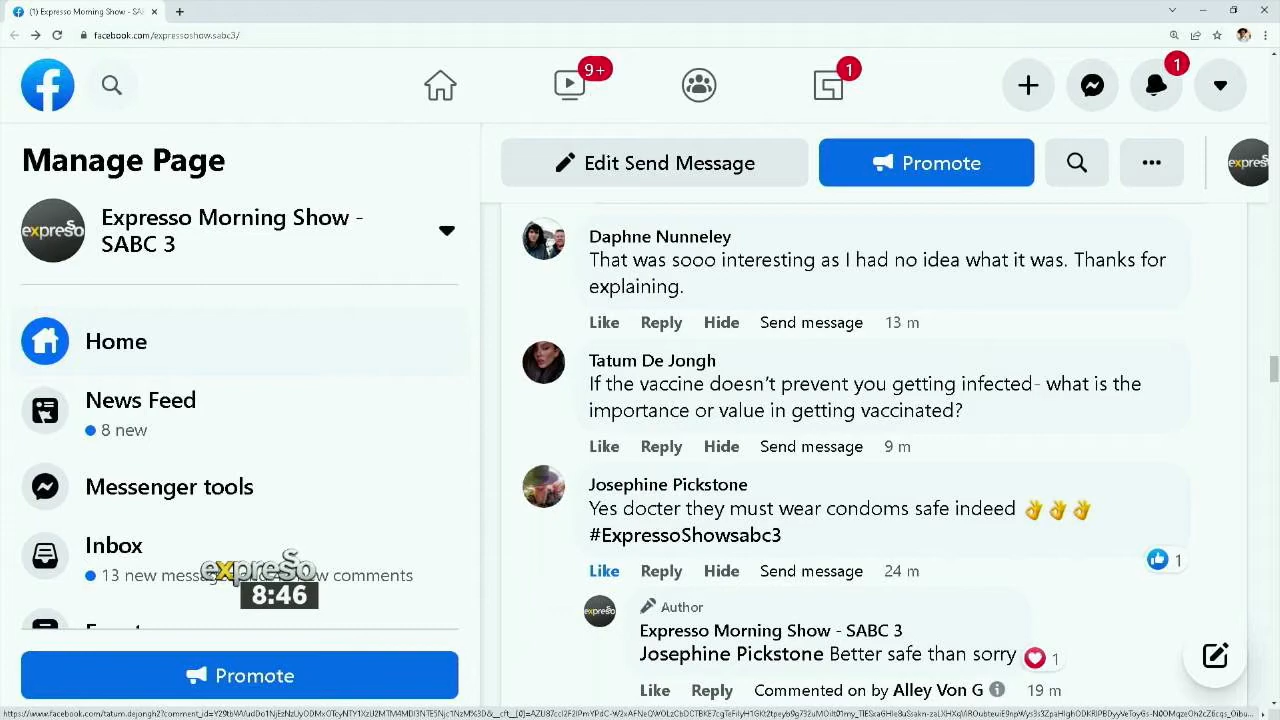 (1) Expresso Morning Show - SA
facebook.com/expressoshow.sabc3/
9+
1
1
Manage Page
Edit Send Message
Promote
expresso
Expresso Morning Show -
SABC 3
expresso
Daphne Nunneley
That was sooo interesting as I had no idea what it was. Thanks for
explaining.
Like Reply Hide Send message 13 m
Home
Tatum De Jongh
If the vaccine doesn't prevent you getting infected- what is the
importance or value in getting vaccinated?
Like Reply Hide Send message 9 m
News Feed
8 new
Messenger tools
Josephine Pickstone
Yes docter they must wear condoms safe indeed 👌👌👌
#ExpressoShowsabc3
1
Like Reply Hide Send message 24 m
Inbox
13 new comments
expresso
8:46
expresso
Author
Expresso Morning Show - SABC 3
Josephine Pickstone Better safe than sorry
1
Like Reply Commented on by Alley Von G 19 m
Promote